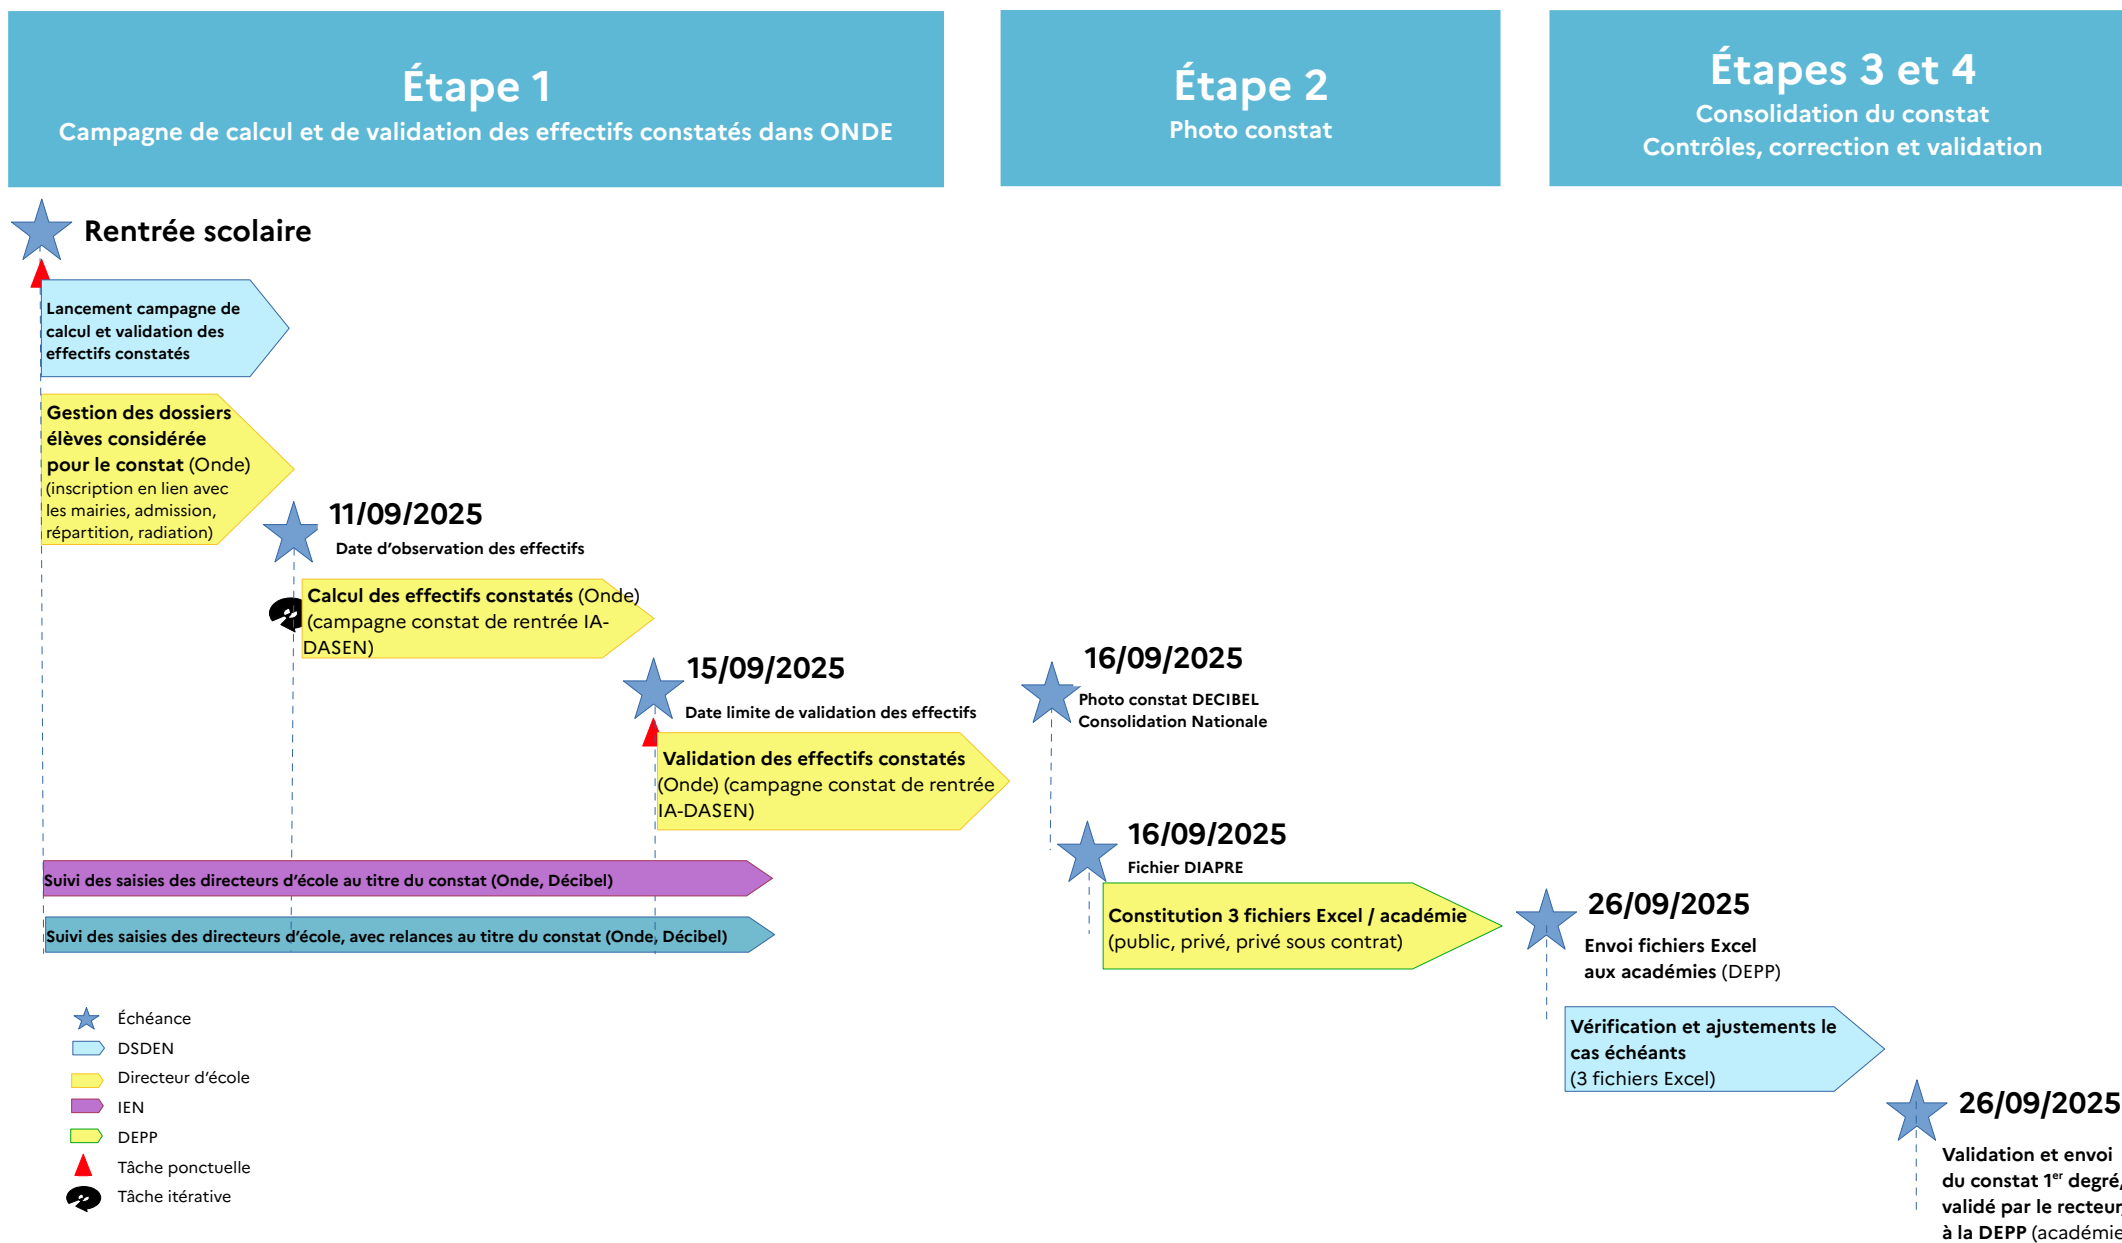 Étape 1
Campagne de calcul et de validation des effectifs constatés dans ONDE
Étape 2
Photo constat
Étapes 3 et 4
Consolidation du constat
Contrôles, correction et validation
Rentrée scolaire
Lancement campagne de
calcul et validation des
effectifs constatés
Gestion des dossiers
élèves considérée
pour le constat (Onde)
(inscription en lien avec
les mairies, admission,
répartition, radiation)
11/09/2025
Date d’observation des effectifs
Calcul des effectifs constatés (Onde)
(campagne constat de rentrée IA-
DASEN)
15/09/2025
Date limite de validation des effectifs
Validation des effectifs constatés
(Onde) (campagne constat de rentrée
IA-DASEN)
16/09/2025
Photo constat DECIBEL
Consolidation Nationale
16/09/2025
Fichier DIAPRE
Constitution 3 fichiers Excel / académie
(public, privé, privé sous contrat)
26/09/2025
Envoi fichiers Excel
aux académies (DEPP)
Vérification et ajustements le
cas échéants
(3 fichiers Excel)
26/09/2025
Validation et envoi
du constat 1er degré,
validé par le recteur,
à la DEPP (académie
Suivi des saisies des directeurs d’école au titre du constat (Onde, Décibel)
Suivi des saisies des directeurs d’école, avec relances au titre du constat (Onde, Décibel)
Échéance
DSDEN
Directeur d’école
IEN
DEPP
Tâche ponctuelle
Tâche itérative